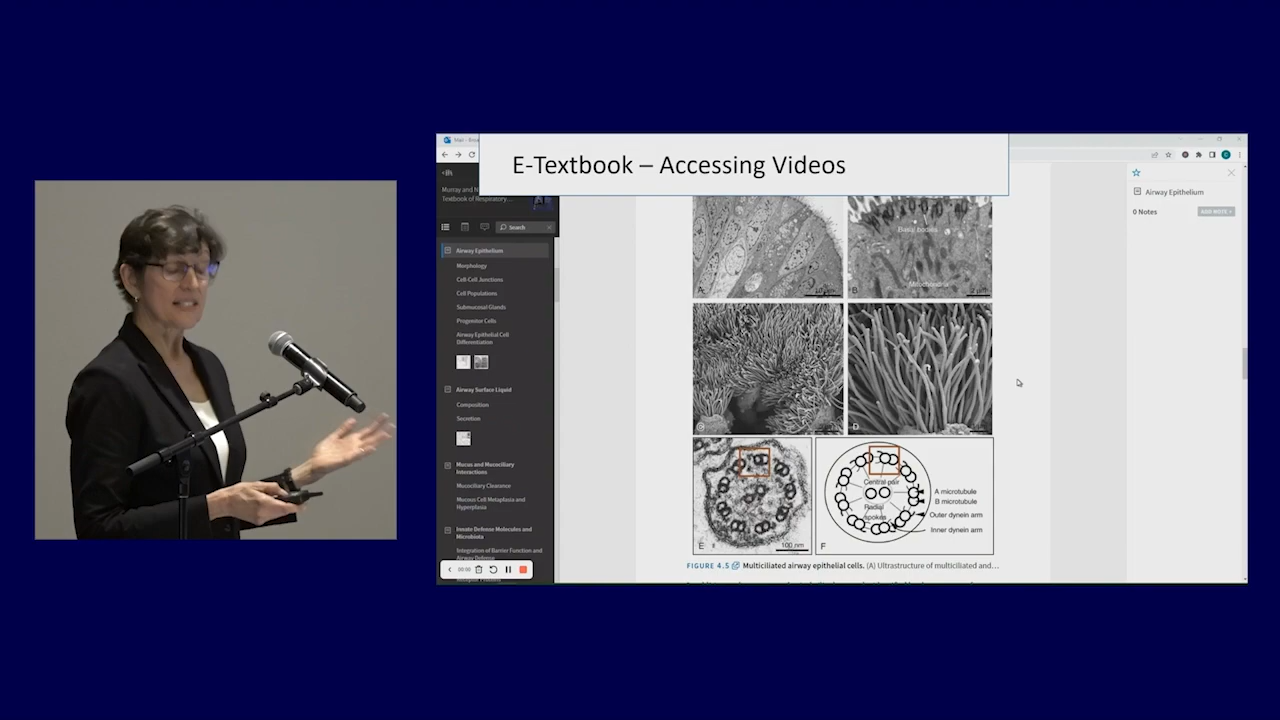 E-Textbook – Accessing Videos
Murray and N
Textbook of Respiratory...
Search
Airway Epithelium
Morphology
Cell-Cell Junctions
Cell Populations
Submucosal Glands
Progenitor Cells
Airway Epithelial Cell
Differentiation
Airway Surface Liquid
Composition
Secretion
Mucus and Mucociliary
Interactions
Mucociliary Clearance
Mucous Cell Metaplasia and
Hyperplasia
Innate Defense Molecules and
Microbiota
Integration of Barrier Function and
Airway Defense
00:00
A
B
Basal bodies
Mitochondria
D
E
100 nm
F
Central pair
Radial
spokes
A microtubule
B microtubule
Outer dynein arm
Inner dynein arm
FIGURE 4.5 Multiciliated airway epithelial cells. (A) Ultrastructure of multiciliated and...
Airway Epithelium
0 Notes
ADD NOTE